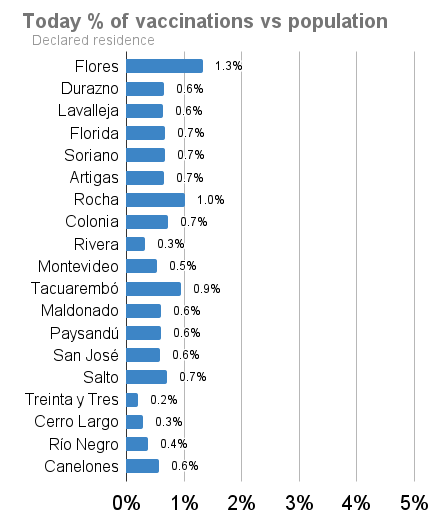 Today % of vaccinations vs population
Declared residence
Flores 1.3%
Durazno 0.6%
Lavalleja 0.6%
Florida 0.7%
Soriano 0.7%
Artigas 0.7%
Rocha 1.0%
Colonia 0.7%
Rivera 0.3%
Montevideo 0.5%
Tacuarembó 0.9%
Maldonado 0.6%
Paysandú 0.6%
San José 0.6%
Salto 0.7%
Treinta y Tres 0.2%
Cerro Largo 0.3%
Río Negro 0.4%
Canelones 0.6%
0% 1% 2% 3% 4% 5%